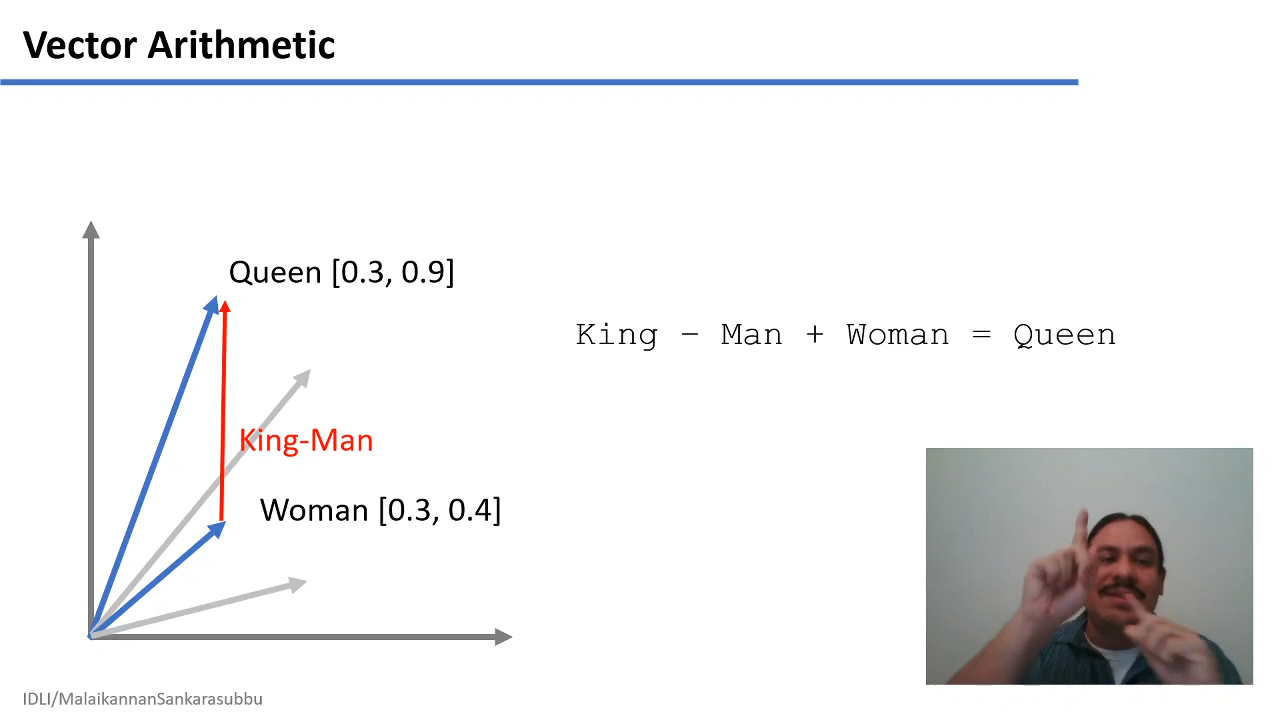 Vector Arithmetic
Queen [0.3, 0.9]
King − Man + Woman = Queen
King-Man
Woman [0.3, 0.4]
IDLI/MalaikannanSankarasubbu